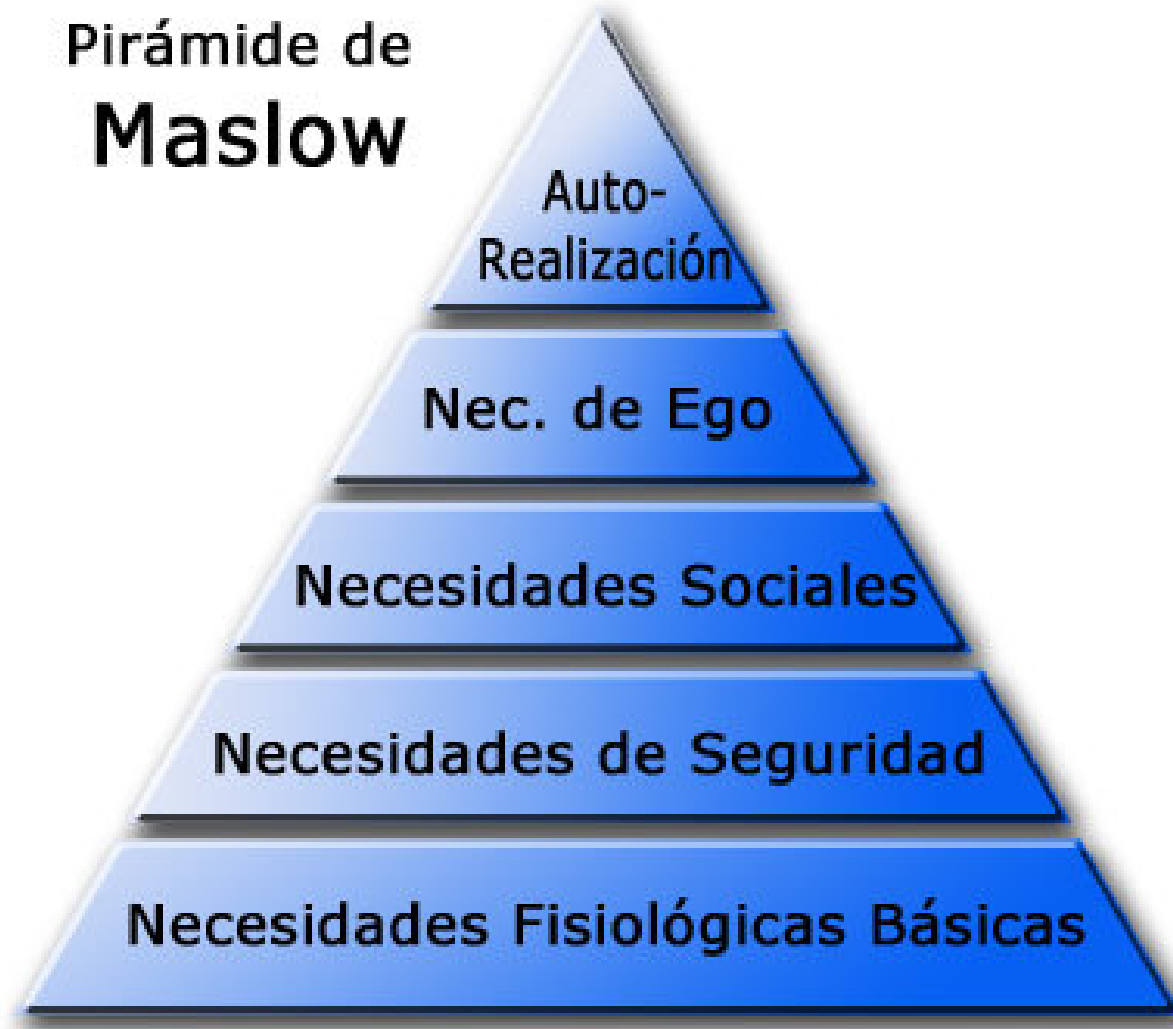 Pirámide de
Maslow
Auto-
Realización
Nec. de Ego
Necesidades Sociales
Necesidades de Seguridad
Necesidades Fisiológicas Básicas